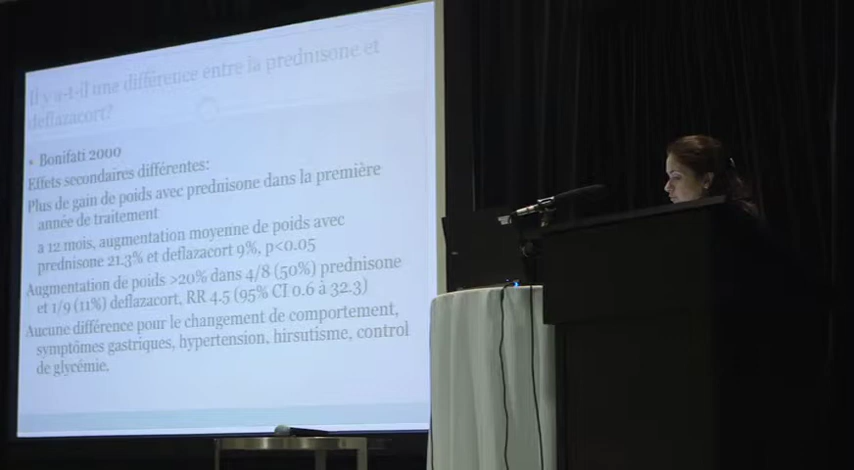 Il y a-t-il une différence entre la prednisone et
deflazacort?
• Bonifati 2000
Effets secondaires différentes:
Plus de gain de poids avec prednisone dans la première
année de traitement
a 12 mois, augmentation moyenne de poids avec
prednisone 21.3% et deflazacort 9%, p<0.05
Augmentation de poids >20% dans 4/8 (50%) prednisone
et 1/9 (11%) deflazacort, RR 4.5 (95% CI 0.6 à 32.3)
Aucune différence pour le changement de comportement,
symptômes gastriques, hypertension, hirsutisme, control
de glycémie.